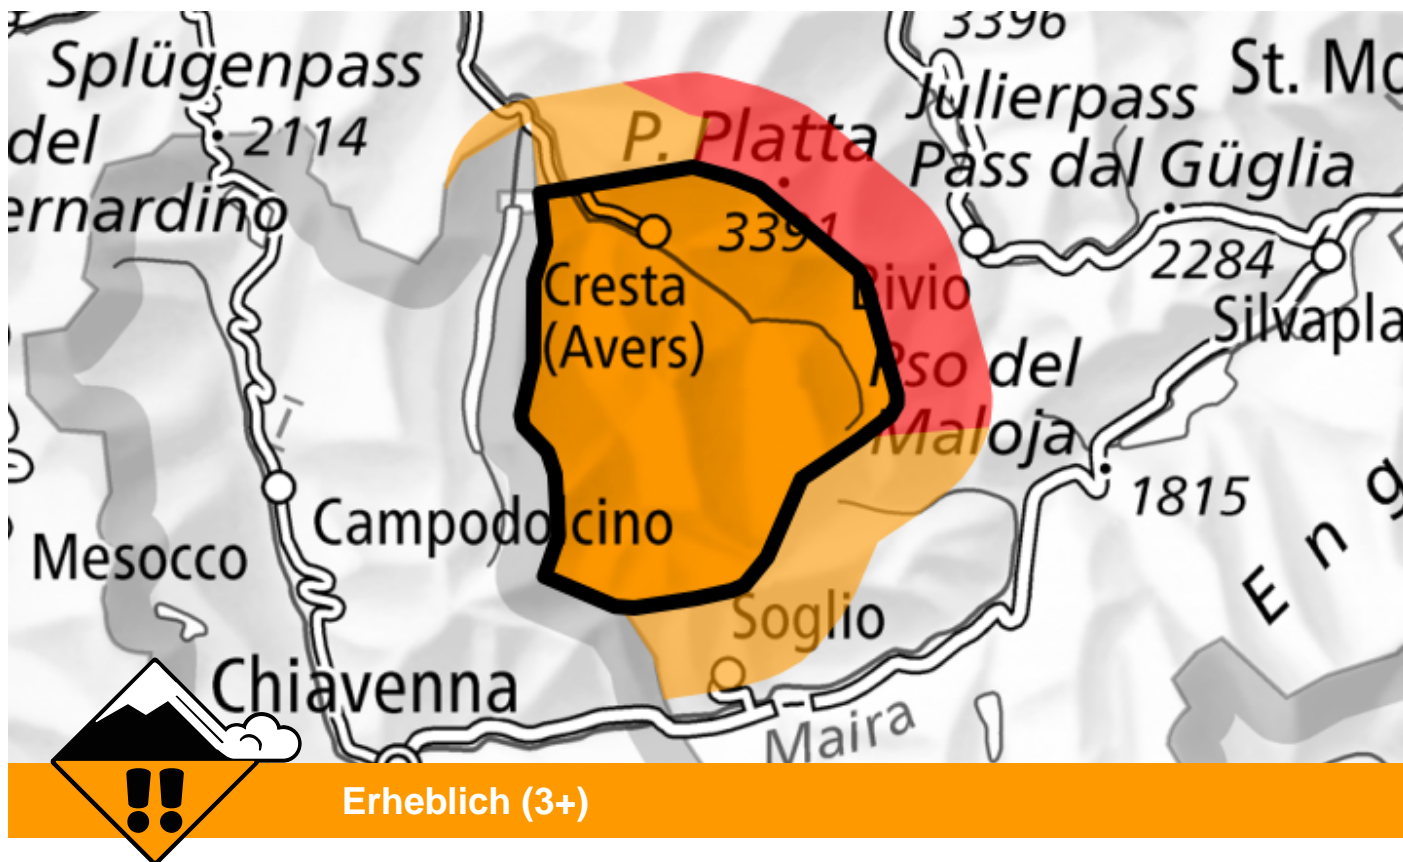 3396
Splügenpass
St. Mo
Julierpass
del
2114
P. Platta
Pass dal Güglia
ernardino
3391
2284
Cresta
Bivio
Silvapla
(Avers)
Pso del
Maloja
1815
Eng
Campodolcino
Mesocco
Soglio
Chiavenna
Maira
Erheblich (3+)